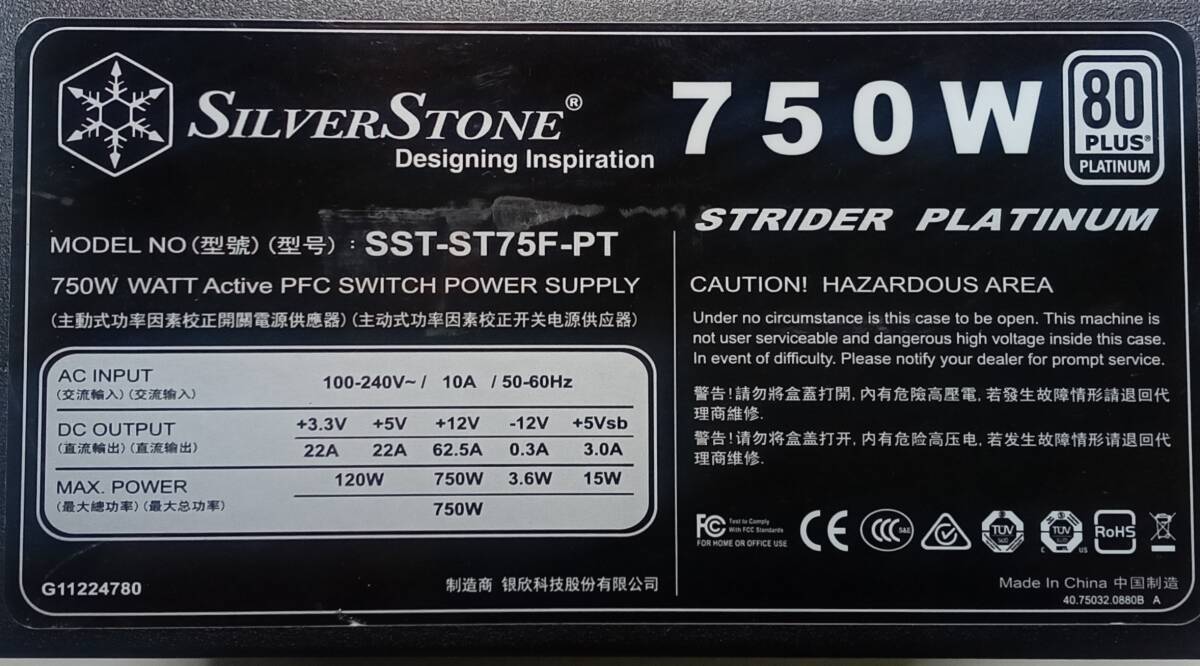 SILVERSTONE®
Designing Inspiration
750W
80
PLUS®
PLATINUM
STRIDER PLATINUM
MODEL NO (型號) (型号) : SST-ST75F-PT
750W WATT Active PFC SWITCH POWER SUPPLY
(主動式功率因素校正開關電源供應器) (主动式功率因素校正开关电源供应器)
AC INPUT
(交流輸入) (交流输入)
100-240V~ / 10A / 50-60Hz
DC OUTPUT
(直流輸出) (直流输出)
+3.3V +5V +12V -12V +5Vsb
22A 22A 62.5A 0.3A 3.0A
MAX. POWER
(最大總功率) (最大总功率)
120W 750W 3.6W 15W
750W
G11224780
制造商 银欣科技股份有限公司
CAUTION! HAZARDOUS AREA
Under no circumstance is this case to be open. This machine is
not user serviceable and dangerous high voltage inside this case.
In event of difficulty. Please notify your dealer for prompt service.
警告!請勿將盒蓋打開, 內有危險高壓電, 若發生故障情形請退回代
理商維修.
警告!请勿将盒盖打开, 内有危险高压电, 若发生故障情形请退回代
理商维修.
FC Test to Comply
With FCC Standards
FOR HOME OR OFFICE USE
CE
CCC S&E
TÜV
TÜV
C US
RoHS
Made In China 中国制造
40.75032.0880B A